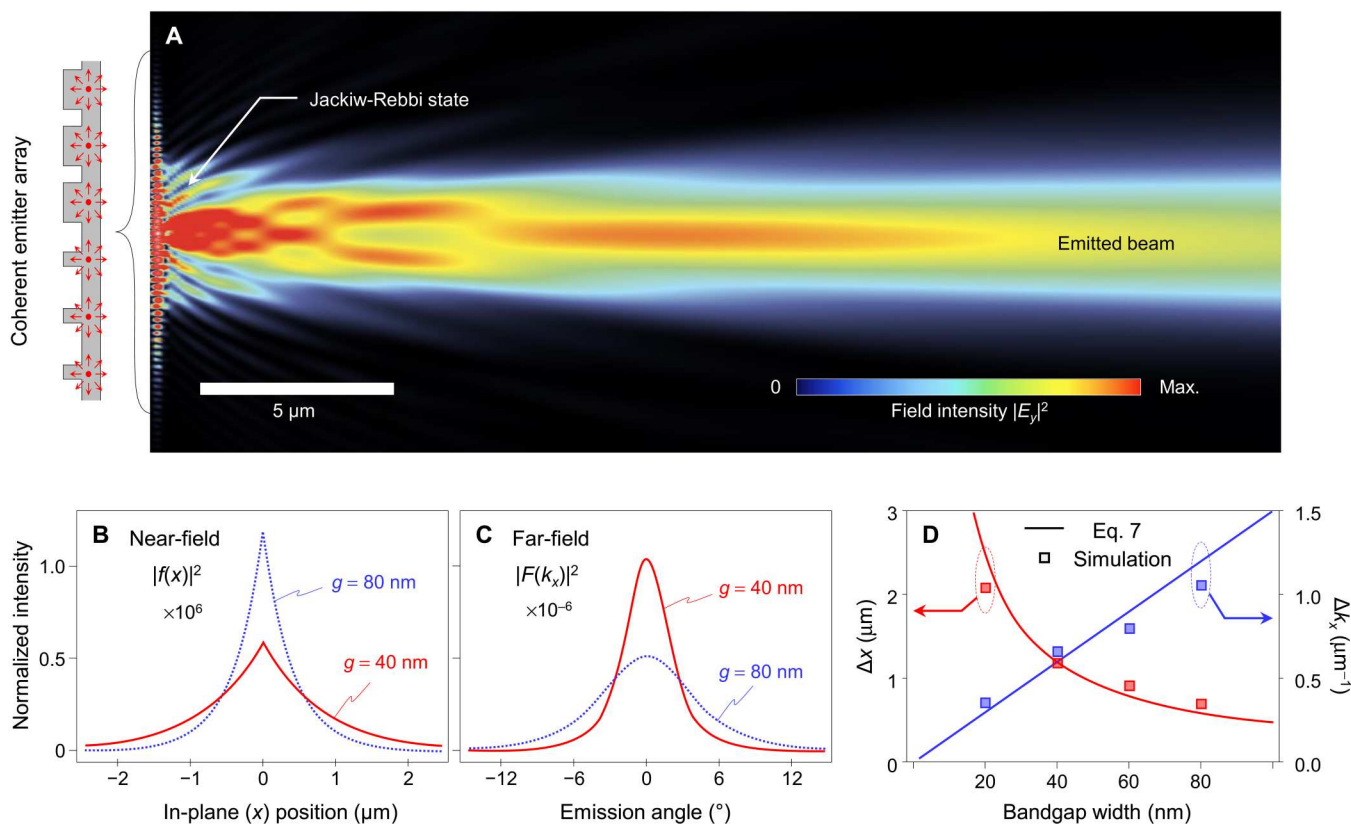 Coherent emitter array
A
Jackiw-Rebbi state
Emitted beam
5 μm
0
Max.
Field intensity |E_y|²
B
Near-field
|f(x)|²
×10⁶
g = 80 nm
g = 40 nm
Normalized intensity
1.0
0.5
0
−2
−1
0
1
2
In-plane (x) position (μm)
C
Far-field
|F(k_x)|²
×10⁻⁶
g = 40 nm
g = 80 nm
−12
−6
0
6
12
Emission angle (°)
D
Eq. 7
Simulation
Δx (μm)
3
2
1
0
Δk_x (μm⁻¹)
1.5
1.0
0.5
0.0
20
40
60
80
Bandgap width (nm)